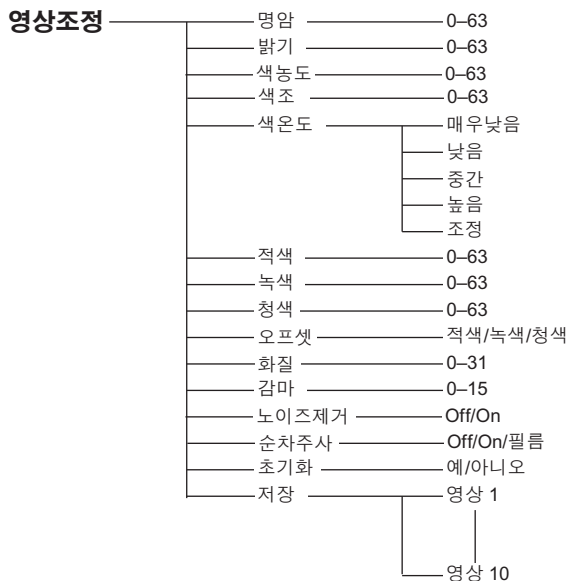 영상조정
명암 0–63
밝기 0–63
색농도 0–63
색조 0–63
색온도 매우낮음
낮음
중간
높음
조정
적색 0–63
녹색 0–63
청색 0–63
오프셋 적색/녹색/청색
화질 0–31
감마 0–15
노이즈제거 Off/On
순차주사 Off/On/필름
초기화 예/아니오
저장 영상 1
영상 10